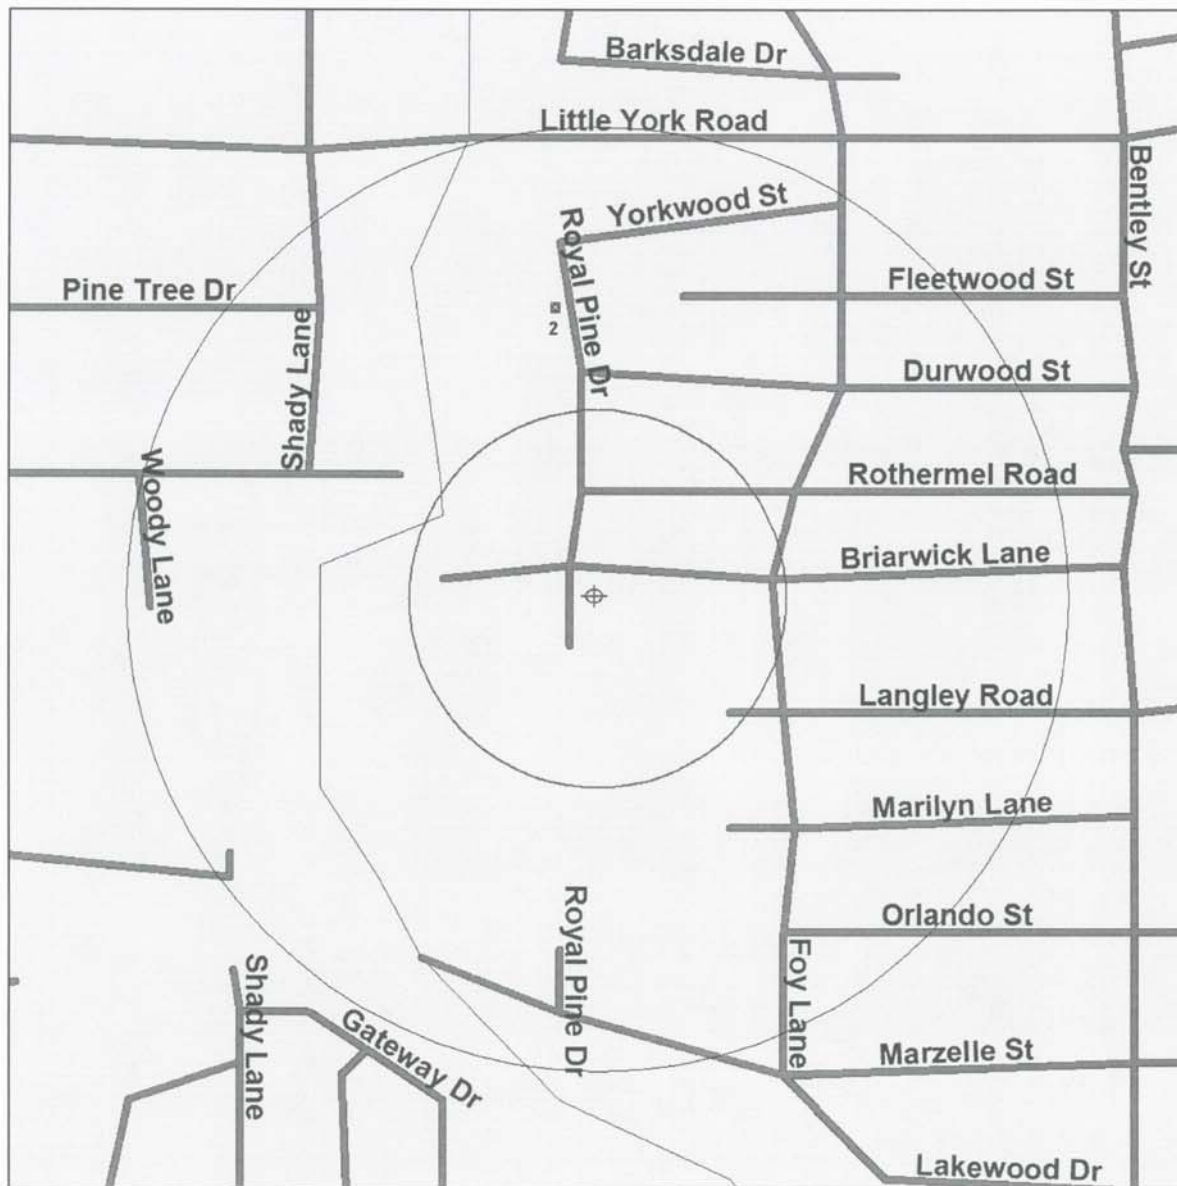 Barksdale Dr
Little York Road
Bentley St
Yorkwood St
Royal Pine Dr
Fleetwood St
Pine Tree Dr
2
Shady Lane
Durwood St
Woody Lane
Rothermel Road
Briarwick Lane
Langley Road
Marilyn Lane
Royal Pine Dr
Orlando St
Foy Lane
Shady Lane
Gateway Dr
Marzelle St
Lakewood Dr